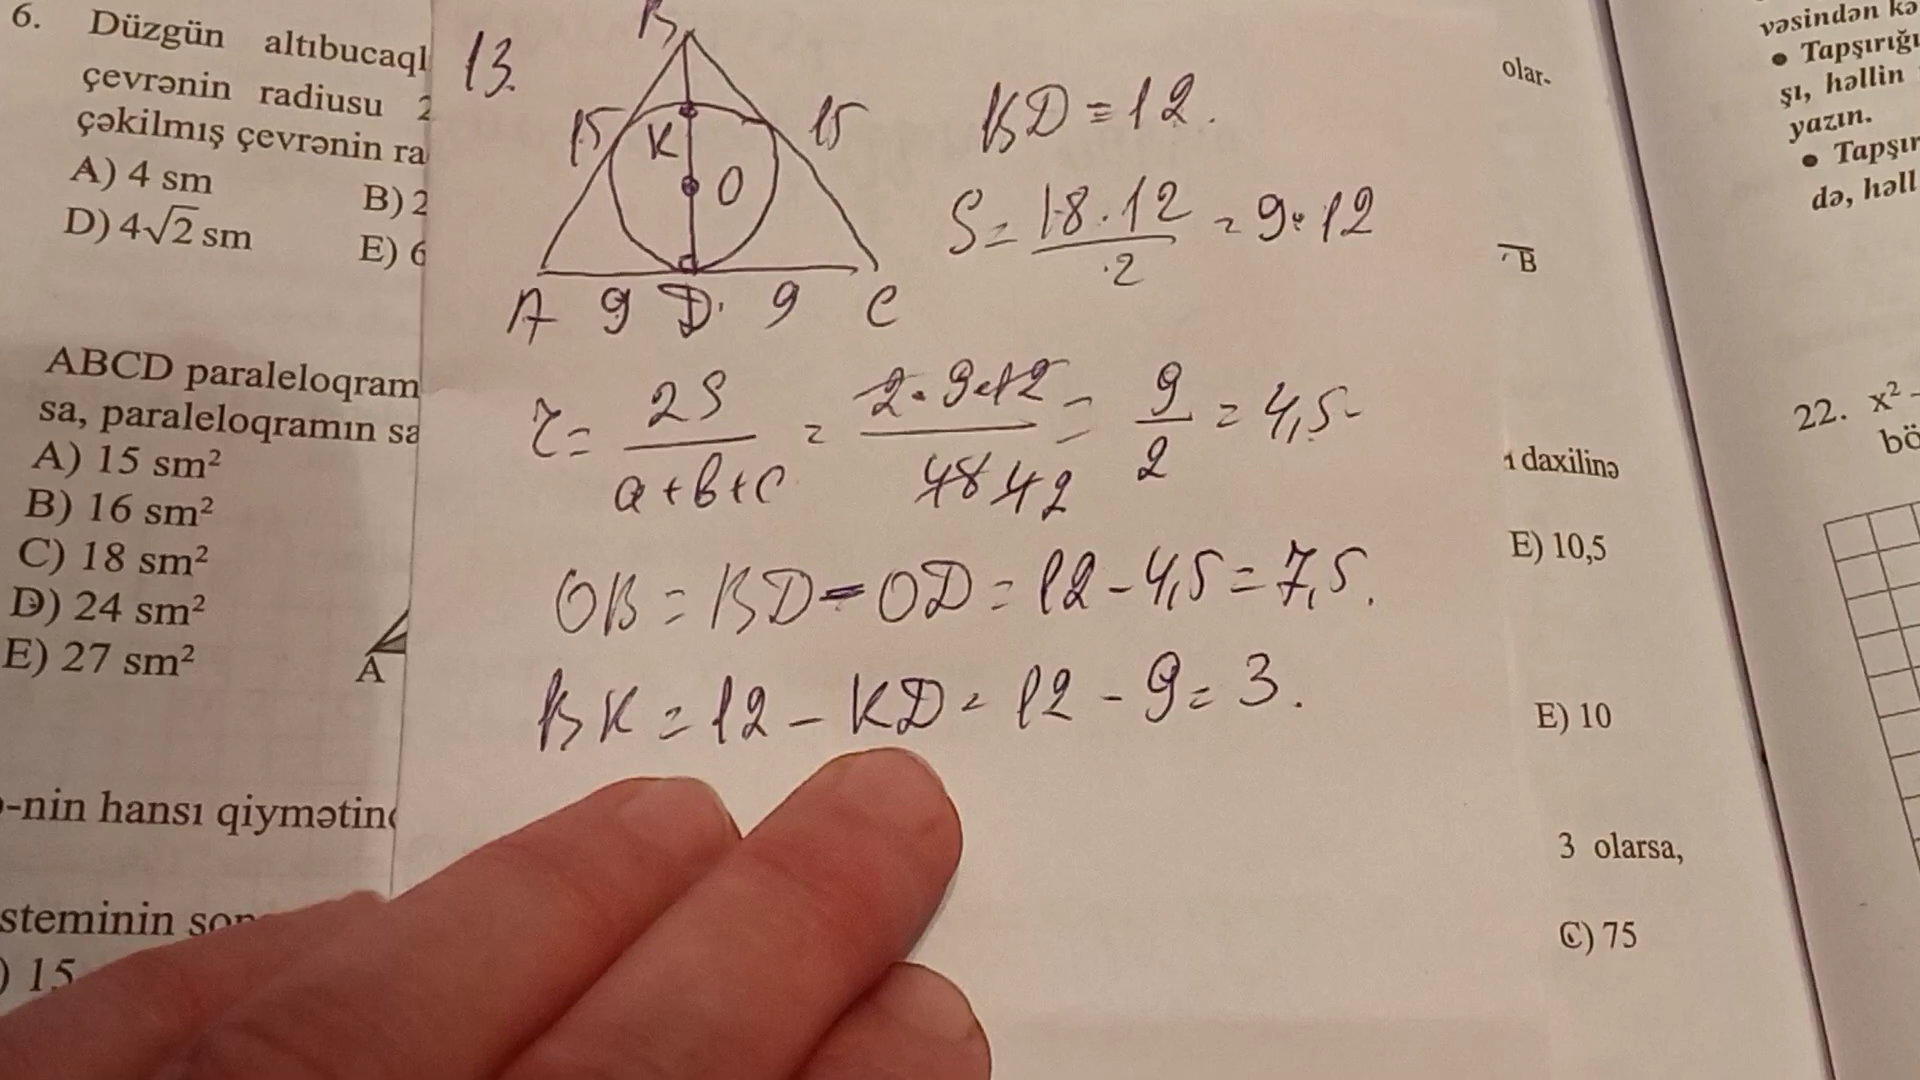 6. Düzgün altıbucaql
çevrənin radiusu 2
çəkilmış çevrənin ra
A) 4 sm B) 2
D) 4√2 sm E) 6
ABCD paraleloqram
sa, paraleloqramın sa
A) 15 sm²
B) 16 sm²
C) 18 sm²
D) 24 sm²
E) 27 sm²
A
-nin hansı qiymətin
steminin son
) 15
13.
B
15 15
K
O
A 9 D 9 C
BD = 12.
S = 18·12/2 = 9·12
r = 2S/a+b+c = 2·9·12/48 42 = 9/2 = 4,5
OB = BD - OD = 12 - 4,5 = 7,5.
BK = 12 - KD = 12 - 9 = 3.
olar-
B
daxilinə
E) 10,5
E) 10
3 olarsa,
C) 75
vəsindən kə
• Tapşırığı
şı, həllin
yazın.
• Tapşır
də, həll
22. x² -
bö